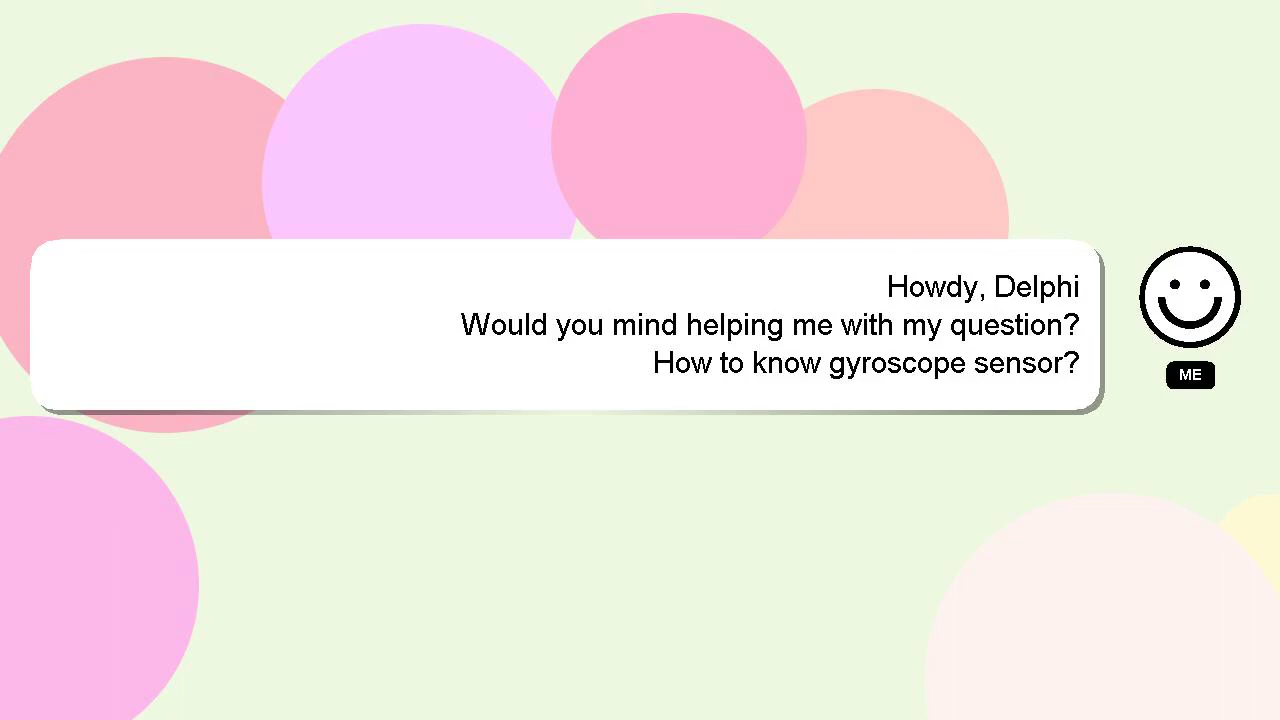 Howdy, Delphi
Would you mind helping me with my question?
How to know gyroscope sensor?
ME